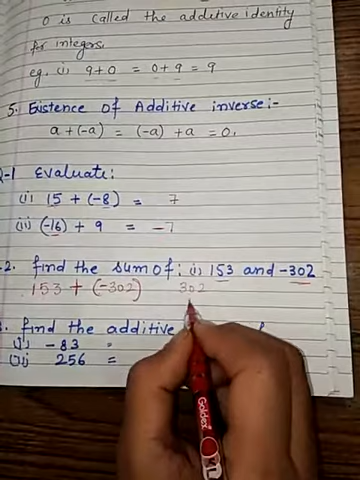 0 is called the additive identity
for integers.
eg. (i) 9+0 = 0+9 = 9
5. Existence of Additive inverse:-
a+(-a) = (-a) +a = 0.
Q-1 Evaluate:
(i) 15 + (-8) = 7
(ii) (-16) + 9 = -7
2. find the sum of: (i) 153 and -302
153 + (-302) 302
find the additive
(i) -83 =
(ii) 256 =
Goldex